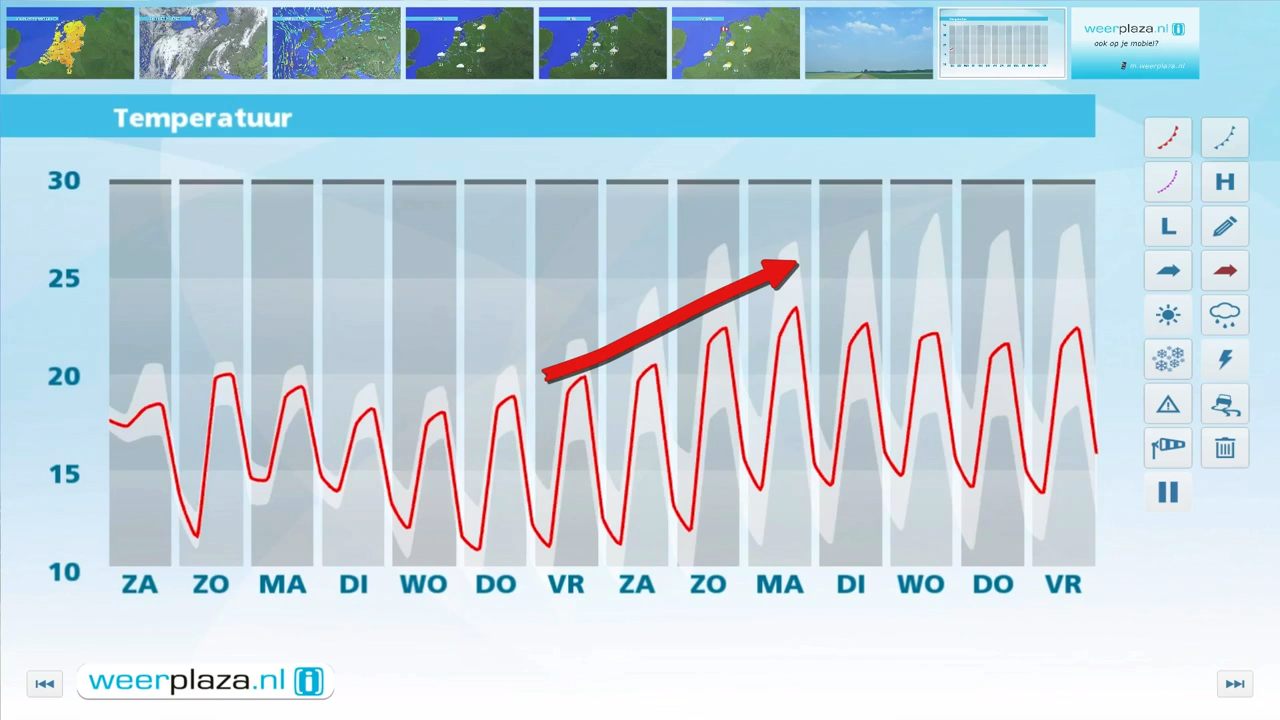 weerplaza.nl
ook op je mobiel?
m.weerplaza.nl
Temperatuur
30
25
20
15
10
ZA ZO MA DI WO DO VR ZA ZO MA DI WO DO VR
H
L
weerplaza.nl